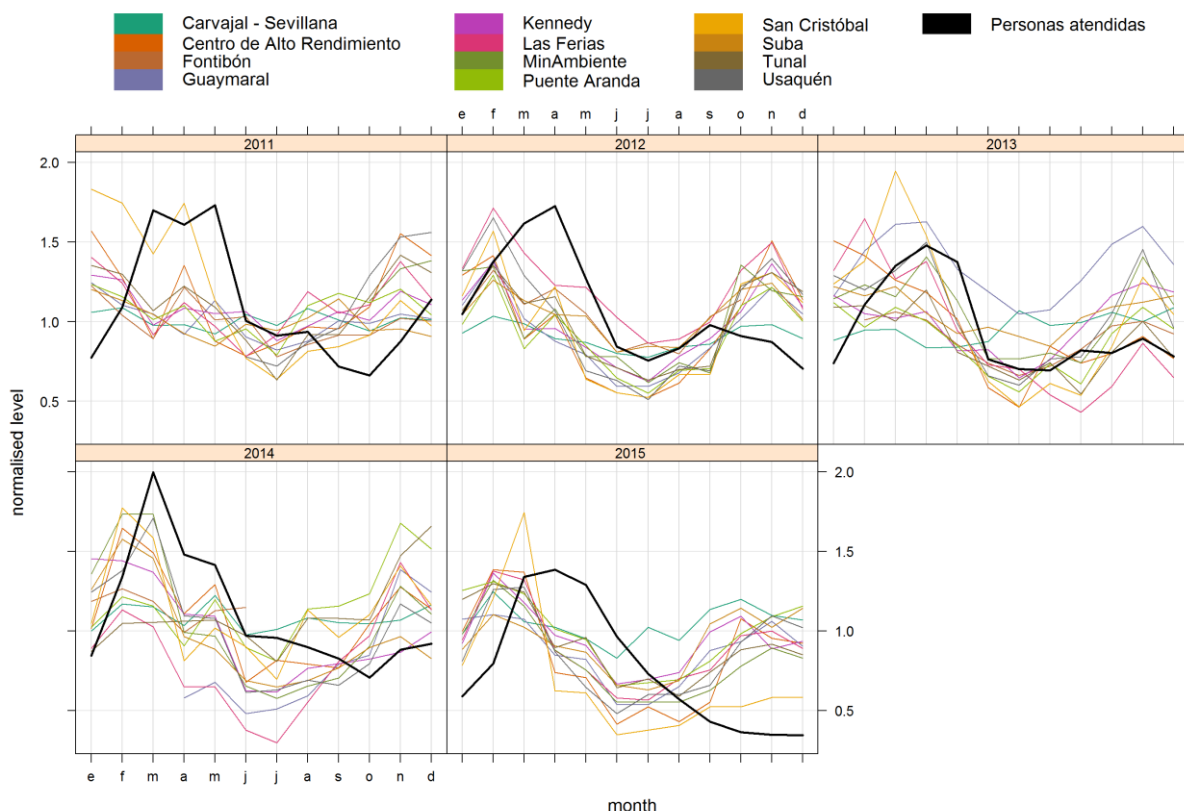 Carvajal - Sevillana
Centro de Alto Rendimiento
Fontibón
Guaymaral
Kennedy
Las Ferias
MinAmbiente
Puente Aranda
San Cristóbal
Suba
Tunal
Usaquén
Personas atendidas
e f m a m j j a s o n d
2011 2012 2013
2.0
1.5
1.0
0.5
normalised level
2014 2015
2.0
1.5
1.0
0.5
e f m a m j j a s o n d
month